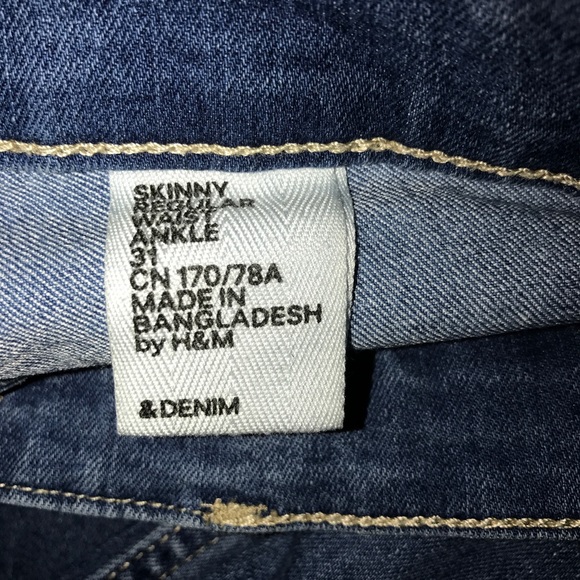 SKINNY
REGULAR
WAIST
ANKLE
31
CN 170/78A
MADE IN
BANGLADESH
by H&M
& DENIM